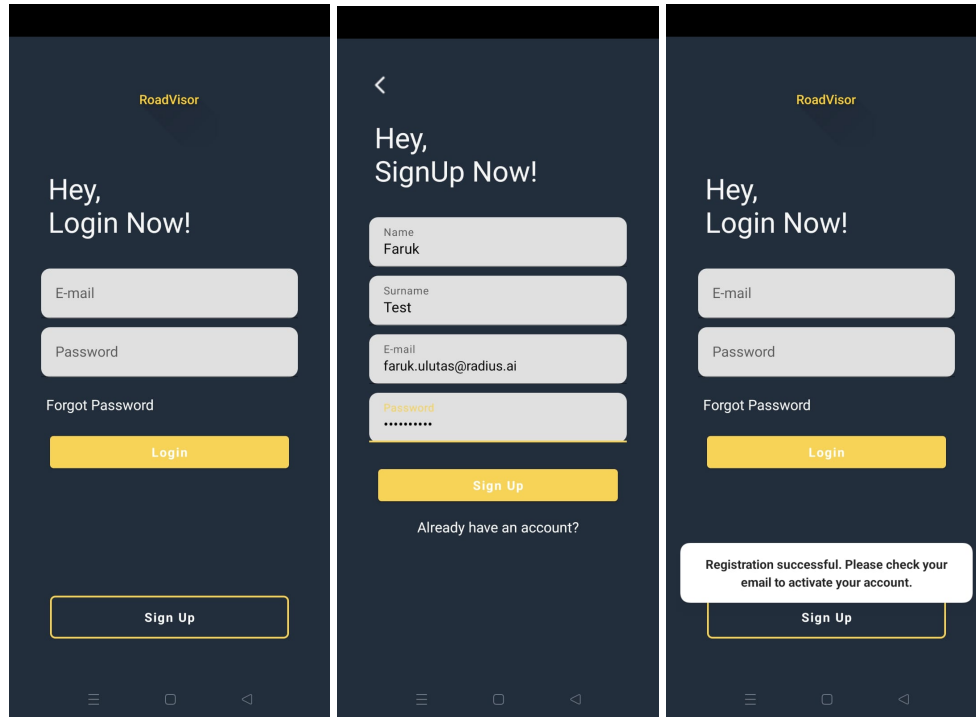 RoadVisor
Hey,
Login Now!
E-mail
Password
Forgot Password
Login
Sign Up
Hey,
SignUp Now!
Name
Faruk
Surname
Test
E-mail
faruk.ulutas@radius.ai
Password
••••••••••
Sign Up
Already have an account?
RoadVisor
Hey,
Login Now!
E-mail
Password
Forgot Password
Login
Registration successful. Please check your
email to activate your account.
Sign Up